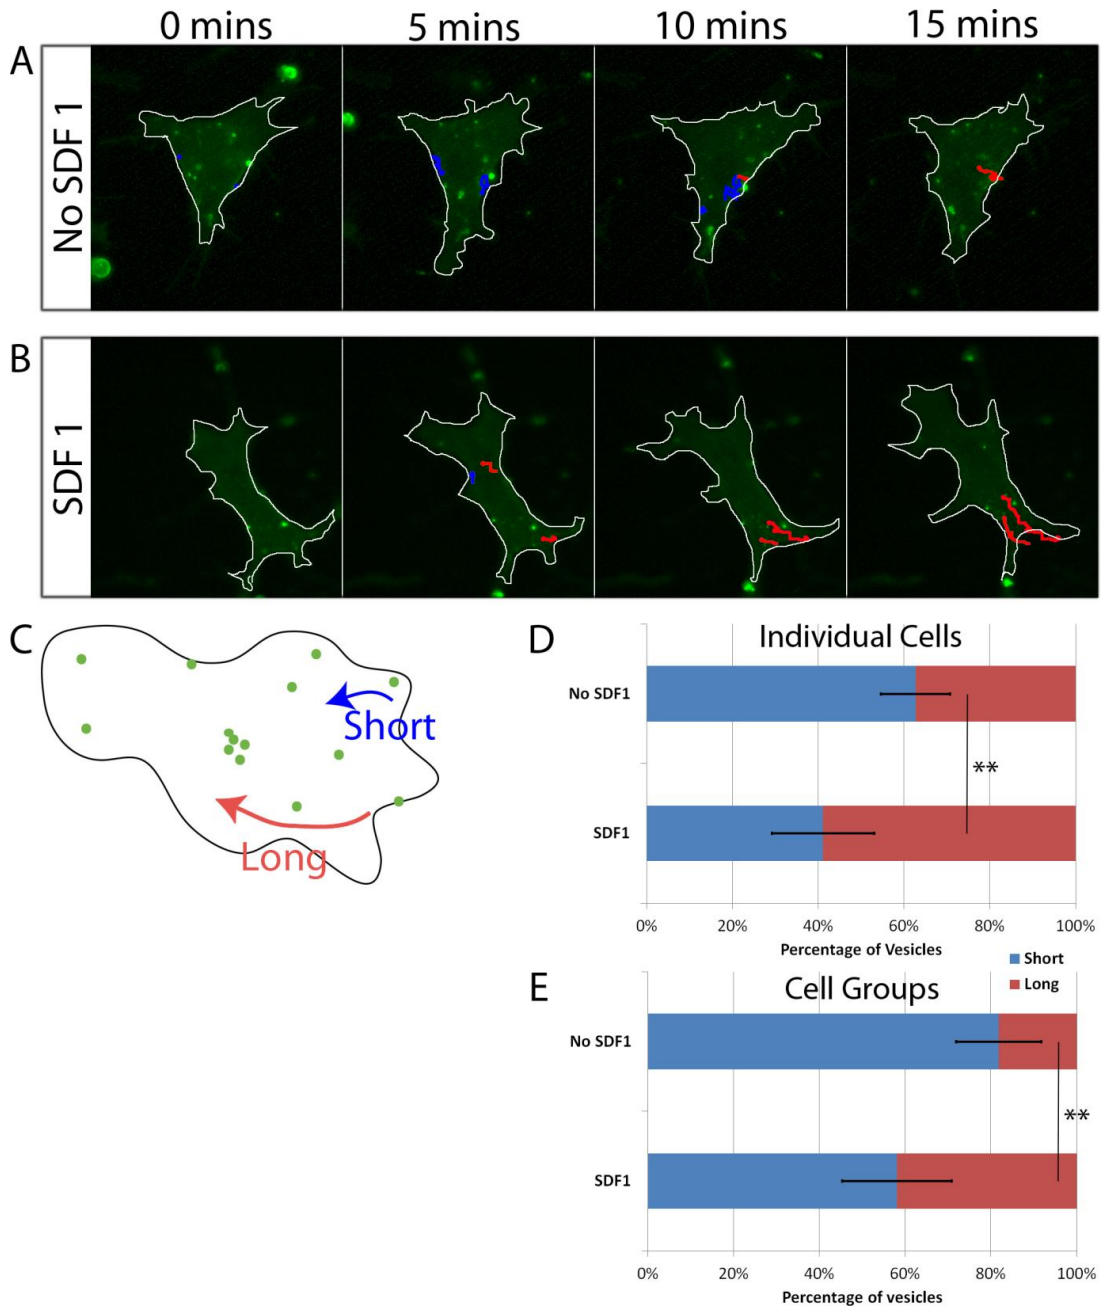 0 mins 5 mins 10 mins 15 mins
A
No SDF 1
B
SDF 1
C
Short
Long
D
Individual Cells
No SDF1
**
SDF1
0% 20% 40% 60% 80% 100%
Percentage of Vesicles
Short
Long
E
Cell Groups
No SDF1
**
SDF1
0% 20% 40% 60% 80% 100%
Percentage of vesicles